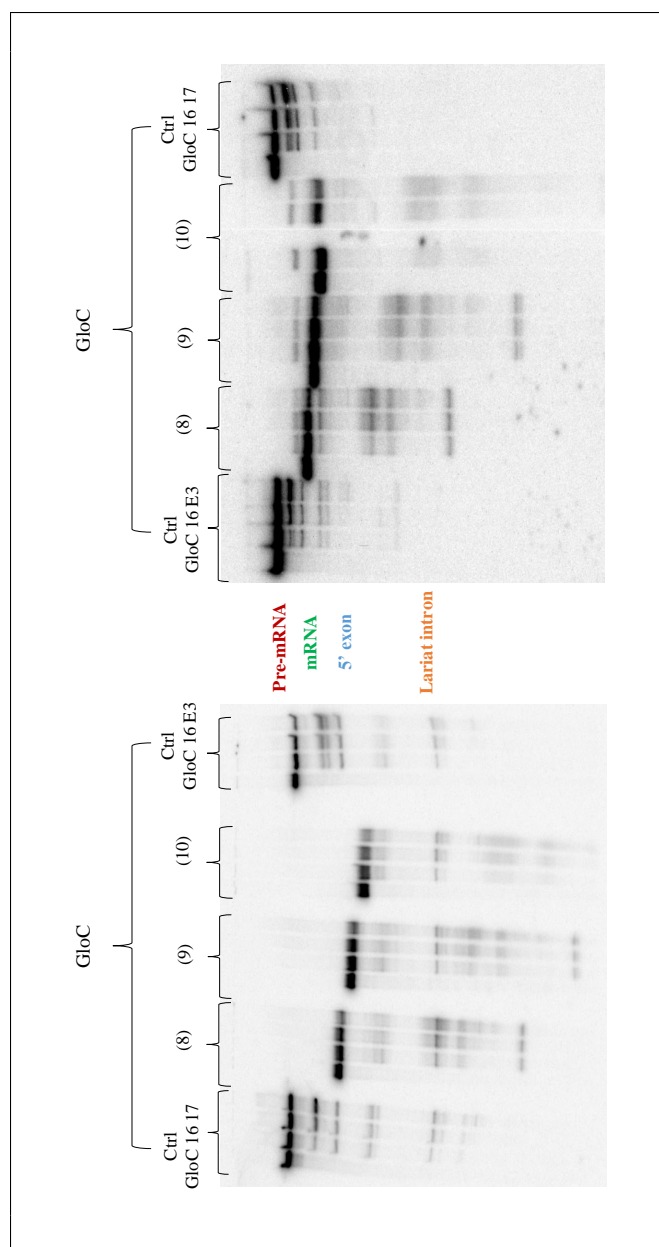 GloC
Ctrl
GloC 16 17
(8)
(9)
(10)
Ctrl
GloC 16 E3
Pre-mRNA
mRNA
5' exon
Lariat intron
GloC
Ctrl
GloC 16 E3
(8)
(9)
(10)
Ctrl
GloC 16 17